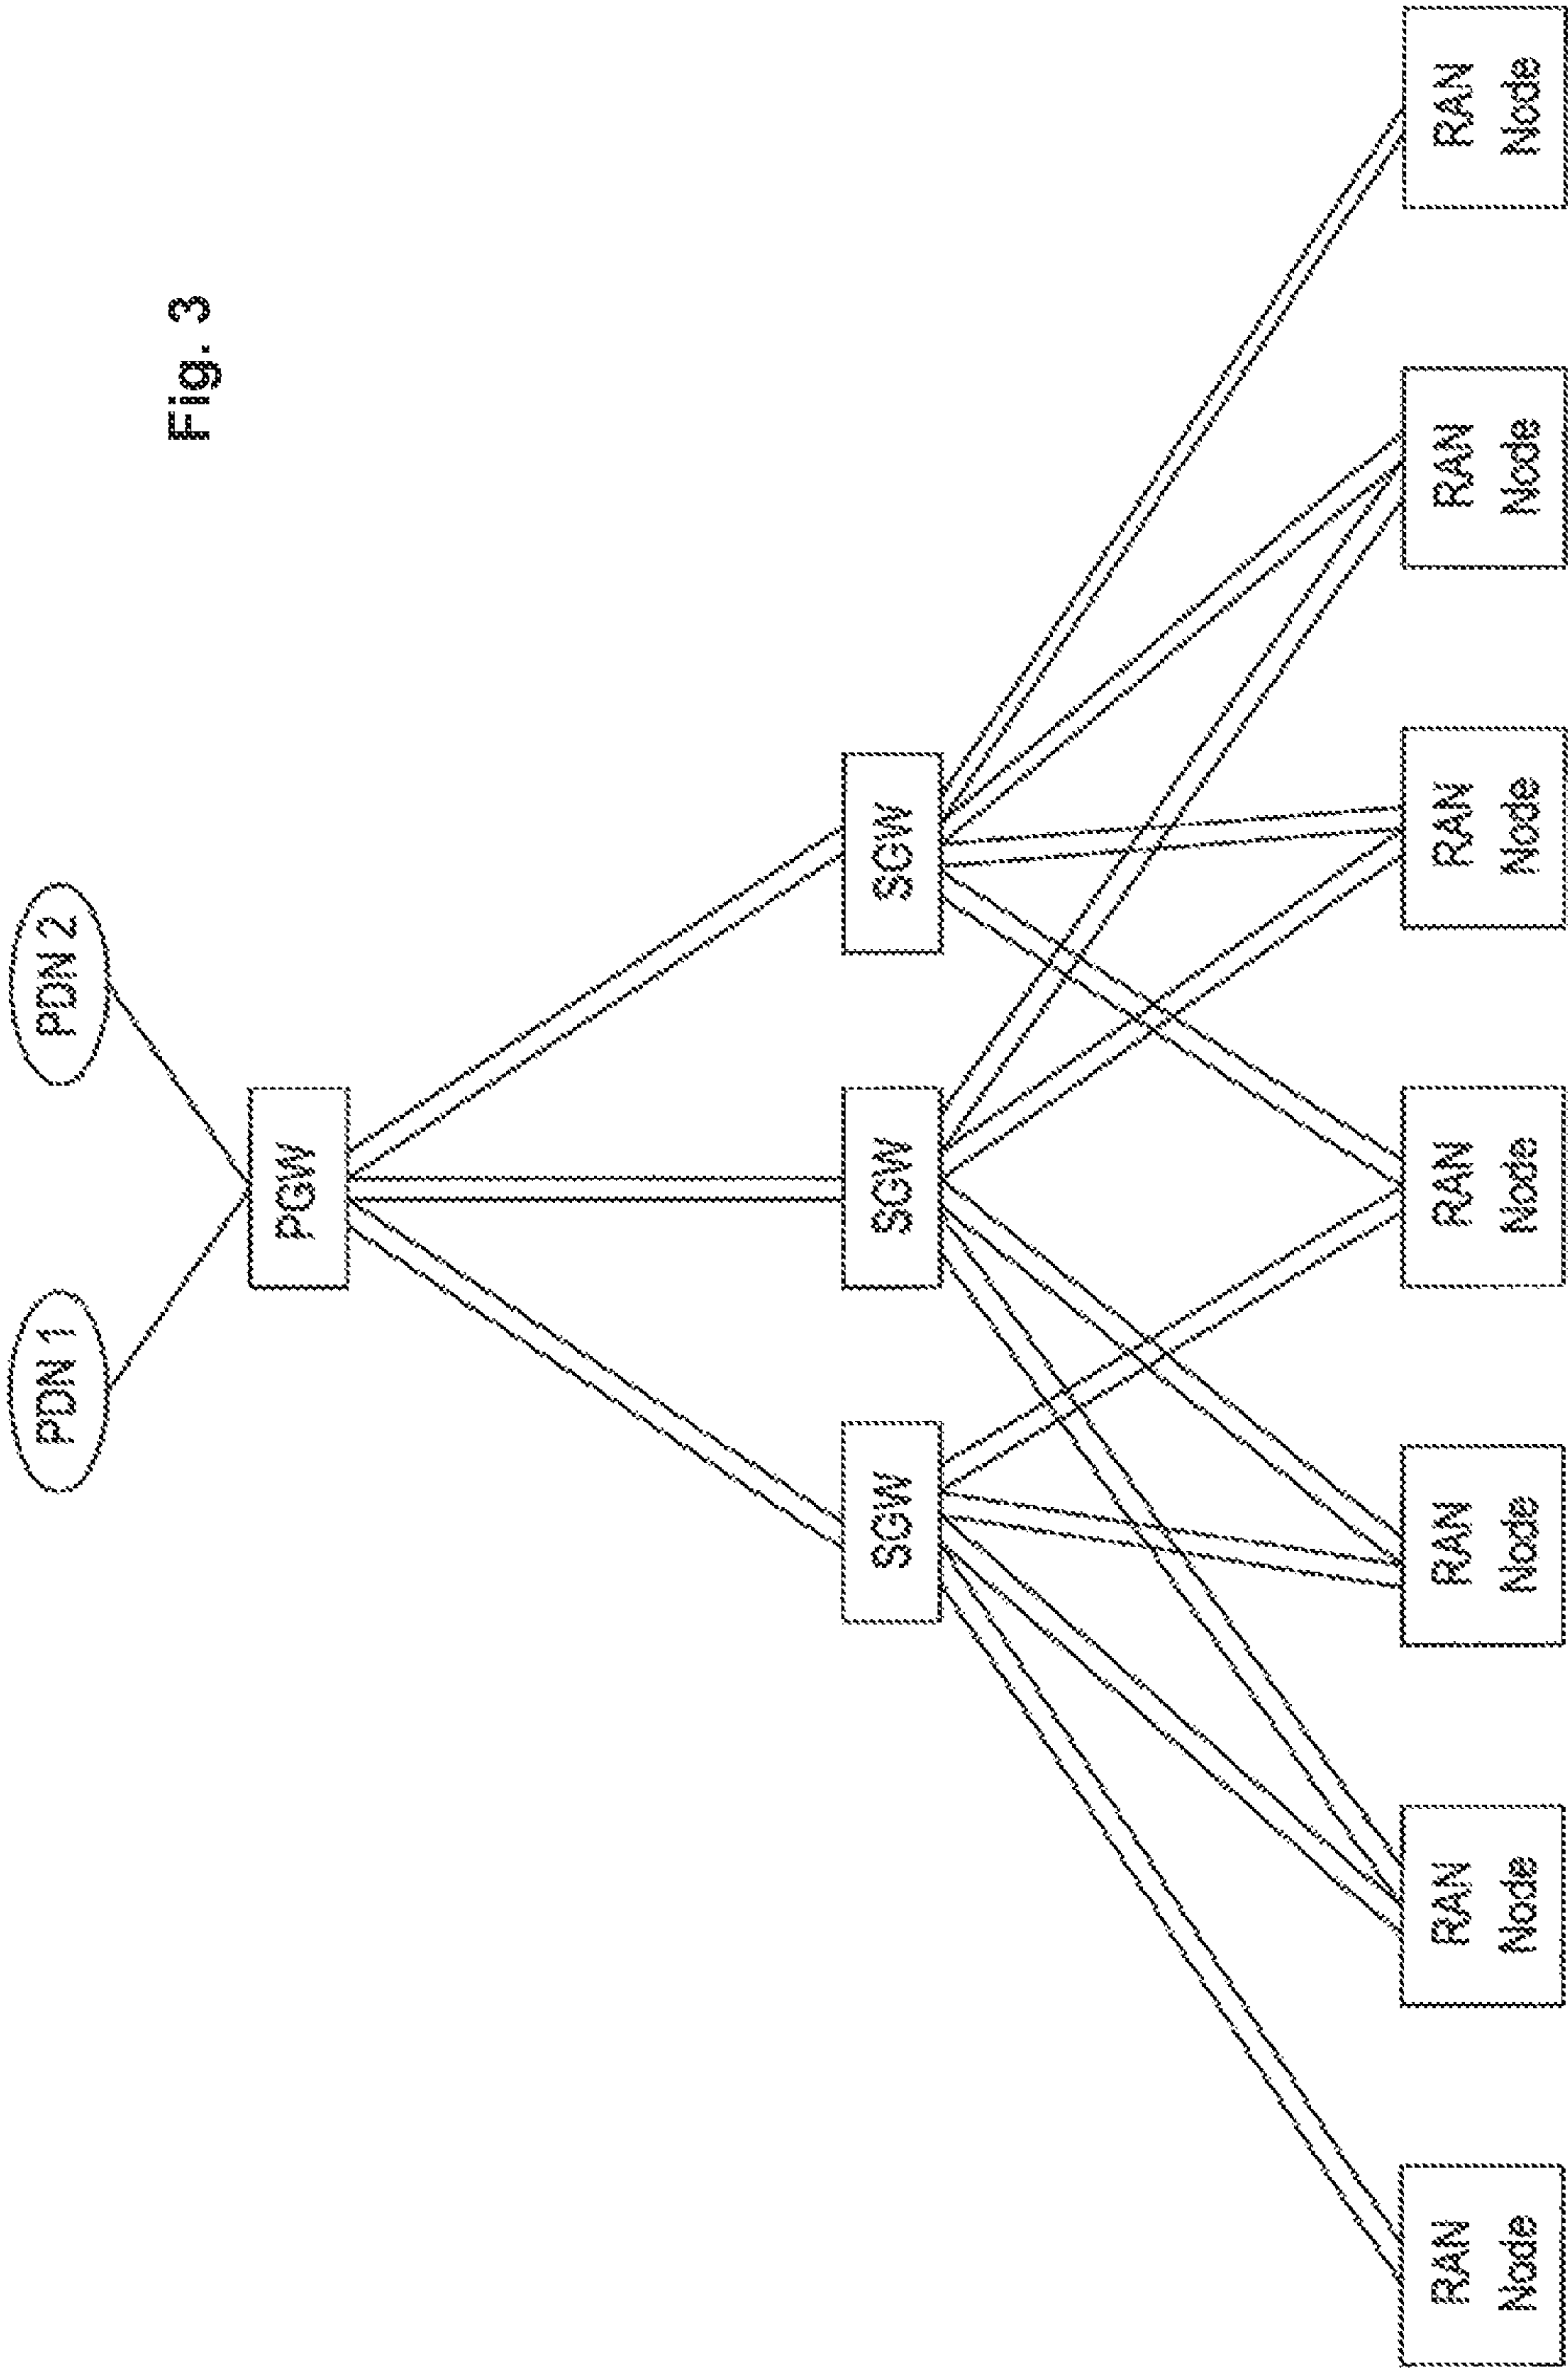 Fig. 3
PDN 1
PDN 2
PGW
SGW
SGW
SGW
RAN
Node
RAN
Node
RAN
Node
RAN
Node
RAN
Node
RAN
Node
RAN
Node